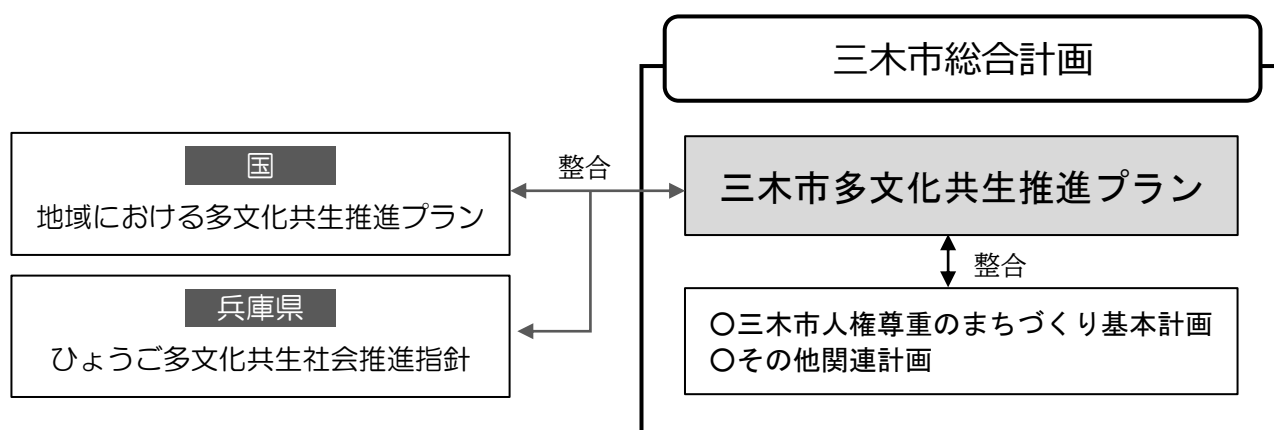 三木市総合計画
国
地域における多文化共生推進プラン
整合
三木市多文化共生推進プラン
整合
兵庫県
ひょうご多文化共生社会推進指針
〇三木市人権尊重のまちづくり基本計画
〇その他関連計画